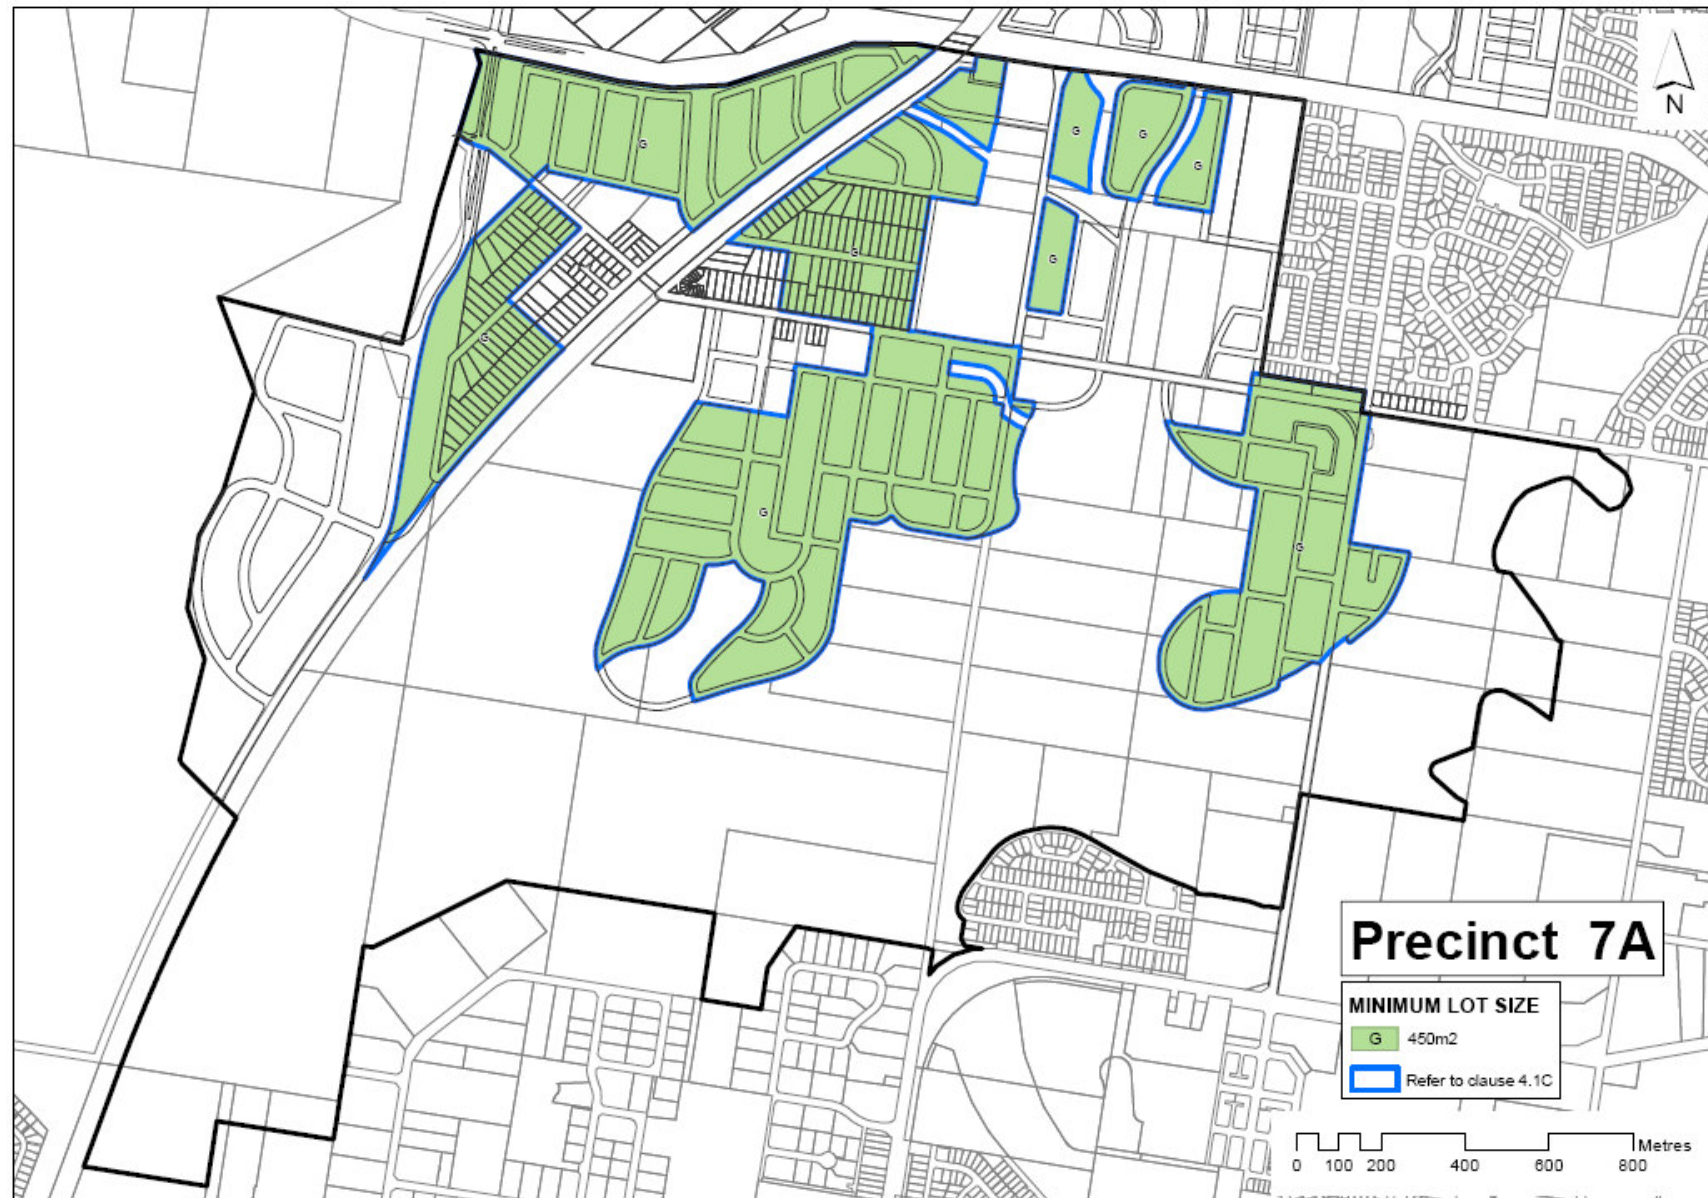 N
G
G
G
G
G
G
G
G
G
Precinct 7A
MINIMUM LOT SIZE
G 450m2
Refer to clause 4.1C
Metres
0 100 200 400 600 800